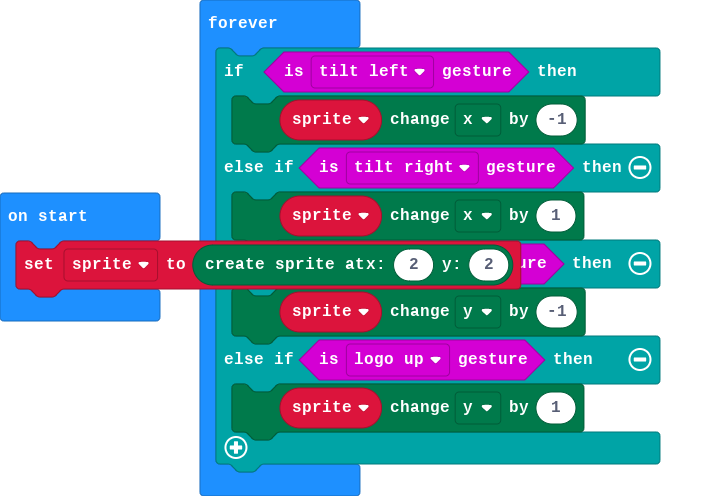 forever
if is tilt left gesture then
sprite change x by -1
else if is tilt right gesture then
sprite change x by 1
on start
set sprite to create sprite atx: 2 y: 2
then
sprite change y by -1
else if is logo up gesture then
sprite change y by 1